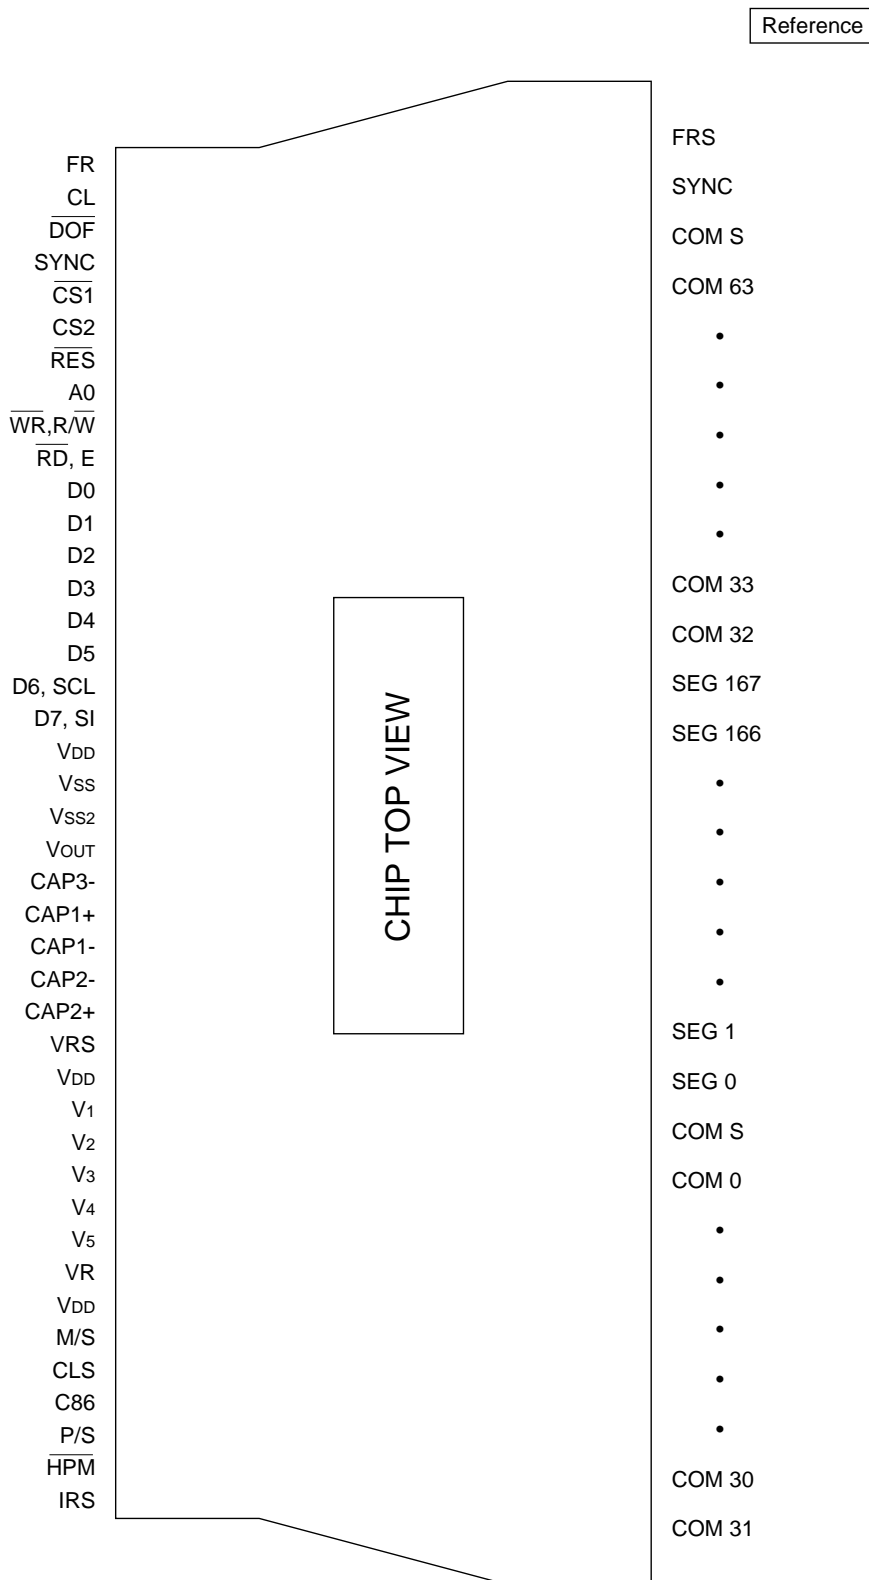 Reference
FR
CL
DOF
SYNC
CS1
CS2
RES
A0
WR,R/W
RD, E
D0
D1
D2
D3
D4
D5
D6, SCL
D7, SI
VDD
VSS
VSS2
VOUT
CAP3-
CAP1+
CAP1-
CAP2-
CAP2+
VRS
VDD
V1
V2
V3
V4
V5
VR
VDD
M/S
CLS
C86
P/S
HPM
IRS
CHIP TOP VIEW
FRS
SYNC
COM S
COM 63
COM 33
COM 32
SEG 167
SEG 166
SEG 1
SEG 0
COM S
COM 0
COM 30
COM 31